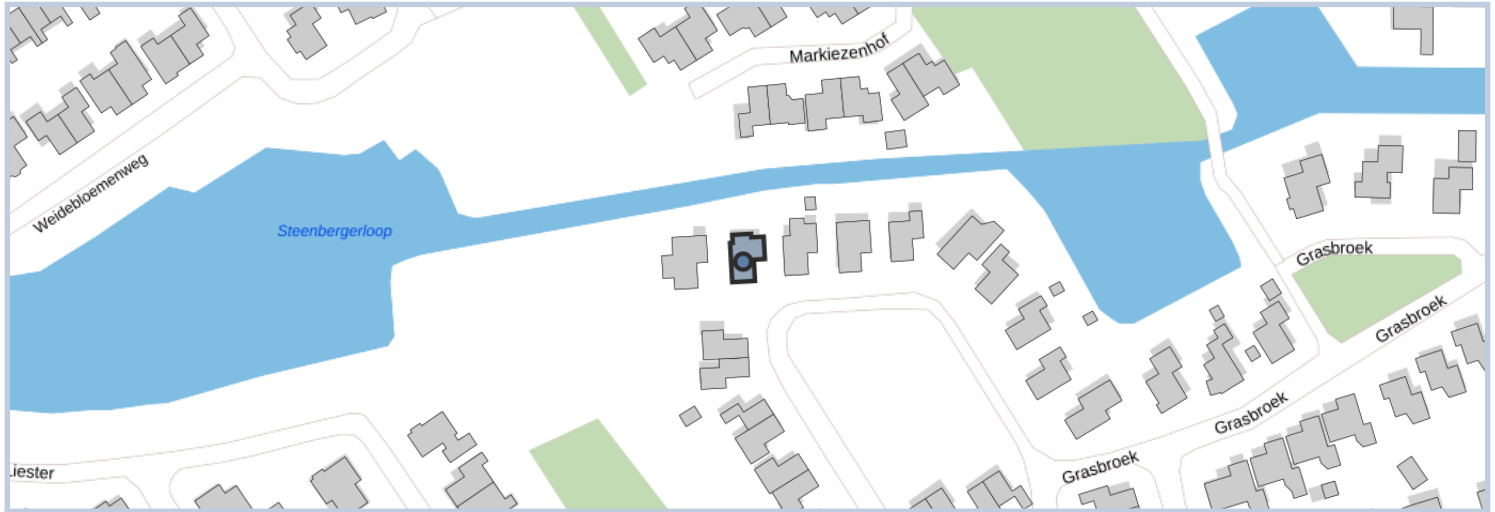 Markiezenhof
Weidebloemenweg
Steenbergerloop
Grasbroek
Grasbroek
Grasbroek
Grasbroek
Liester